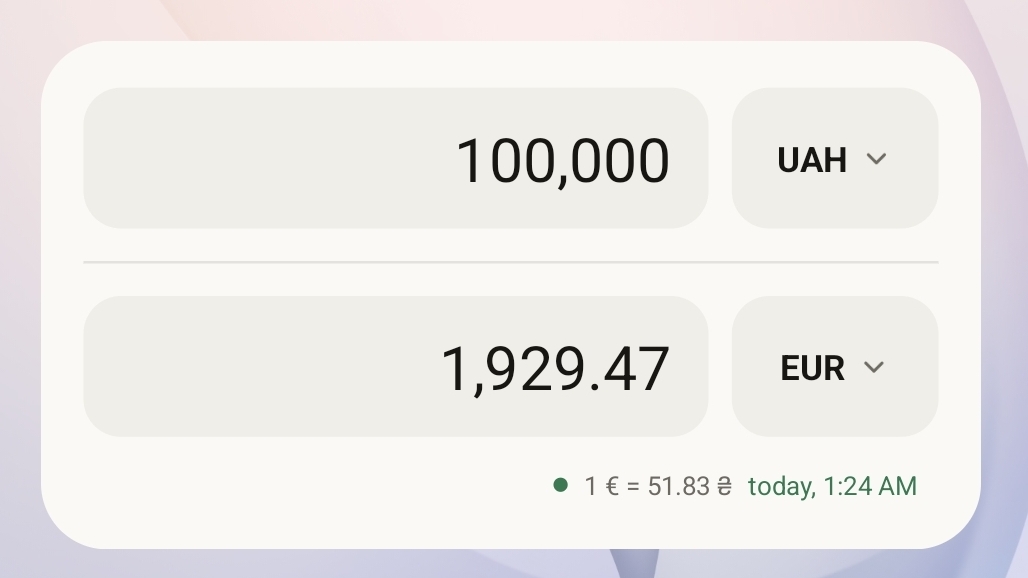 100,000 UAH
1,929.47 EUR
1 € = 51.83 ₴ today, 1:24 AM